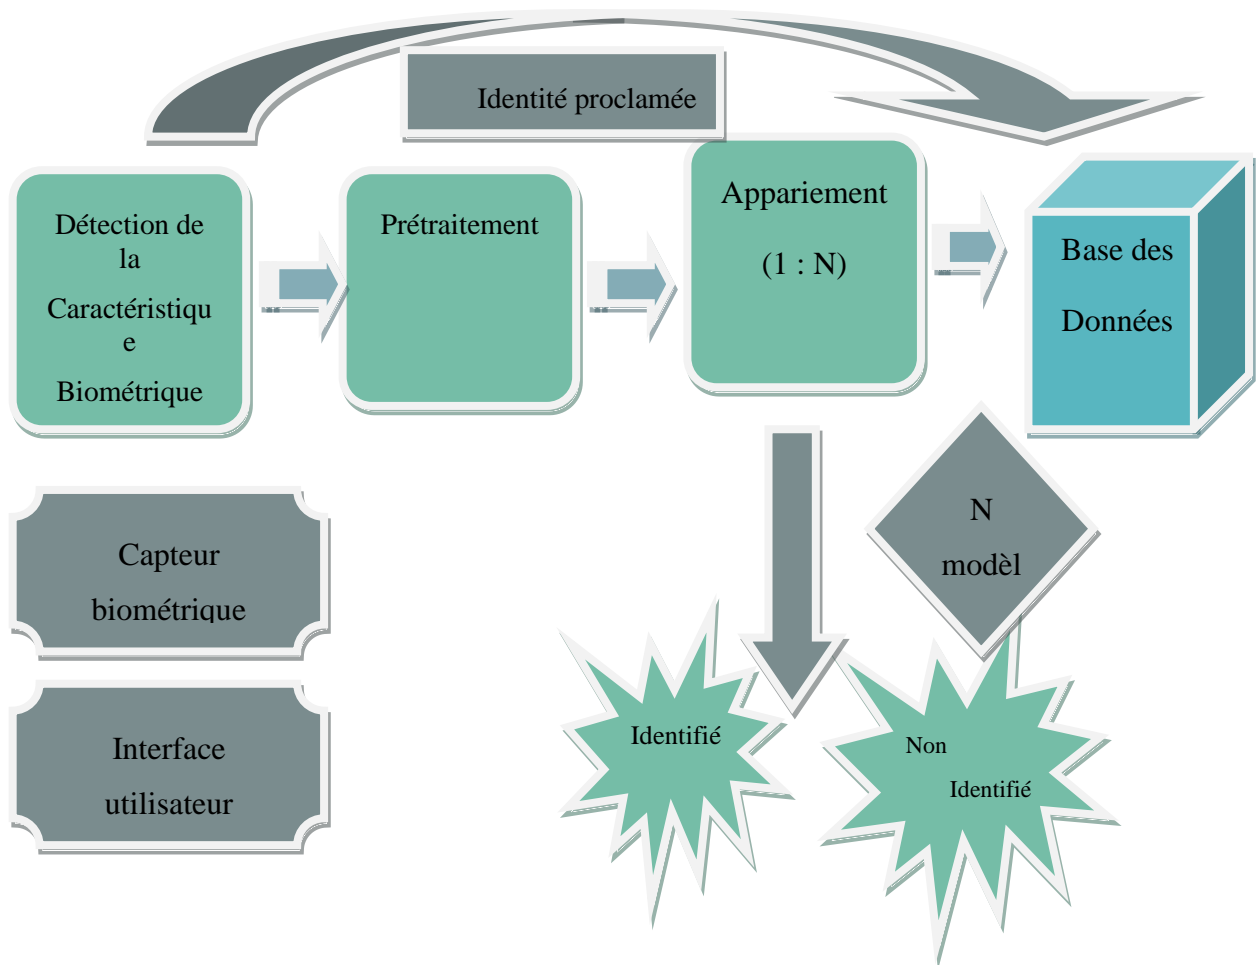 Identité proclamée
Détection de
la
Caractéristiqu
e
Biométrique
Prétraitement
Appariement
(1 : N)
Base des
Données
N
modèl
Capteur
biométrique
Interface
utilisateur
Identifié
Non
Identifié